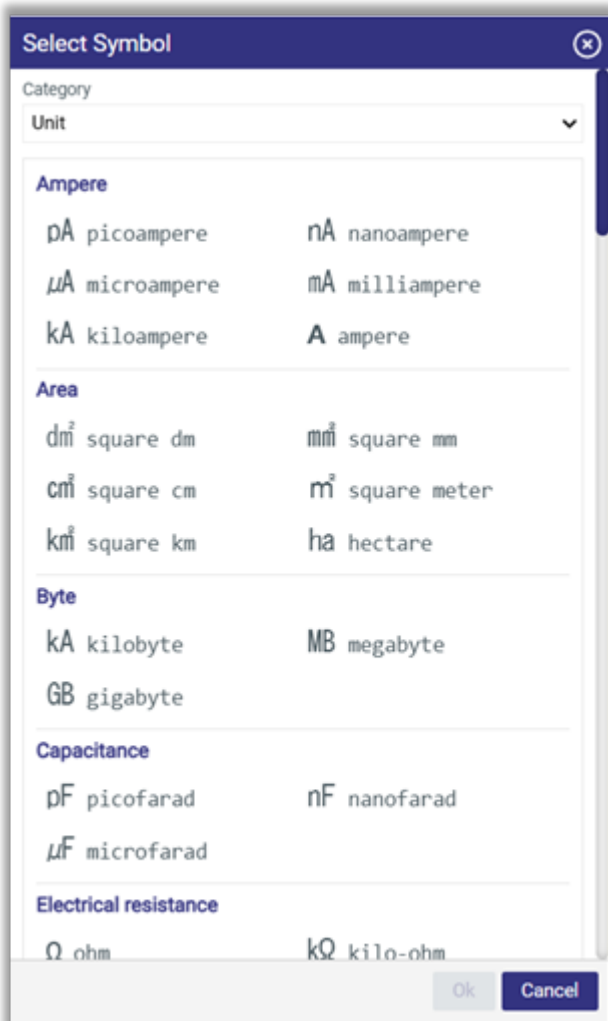 Select Symbol
Category
Unit
Ampere
pA picoampere nA nanoampere
μA microampere mA milliampere
kA kiloampere A ampere
Area
dm² square dm mm² square mm
cm² square cm m² square meter
km² square km ha hectare
Byte
kA kilobyte MB megabyte
GB gigabyte
Capacitance
pF picofarad nF nanofarad
μF microfarad
Electrical resistance
Ω ohm kΩ kilo-ohm
Ok Cancel